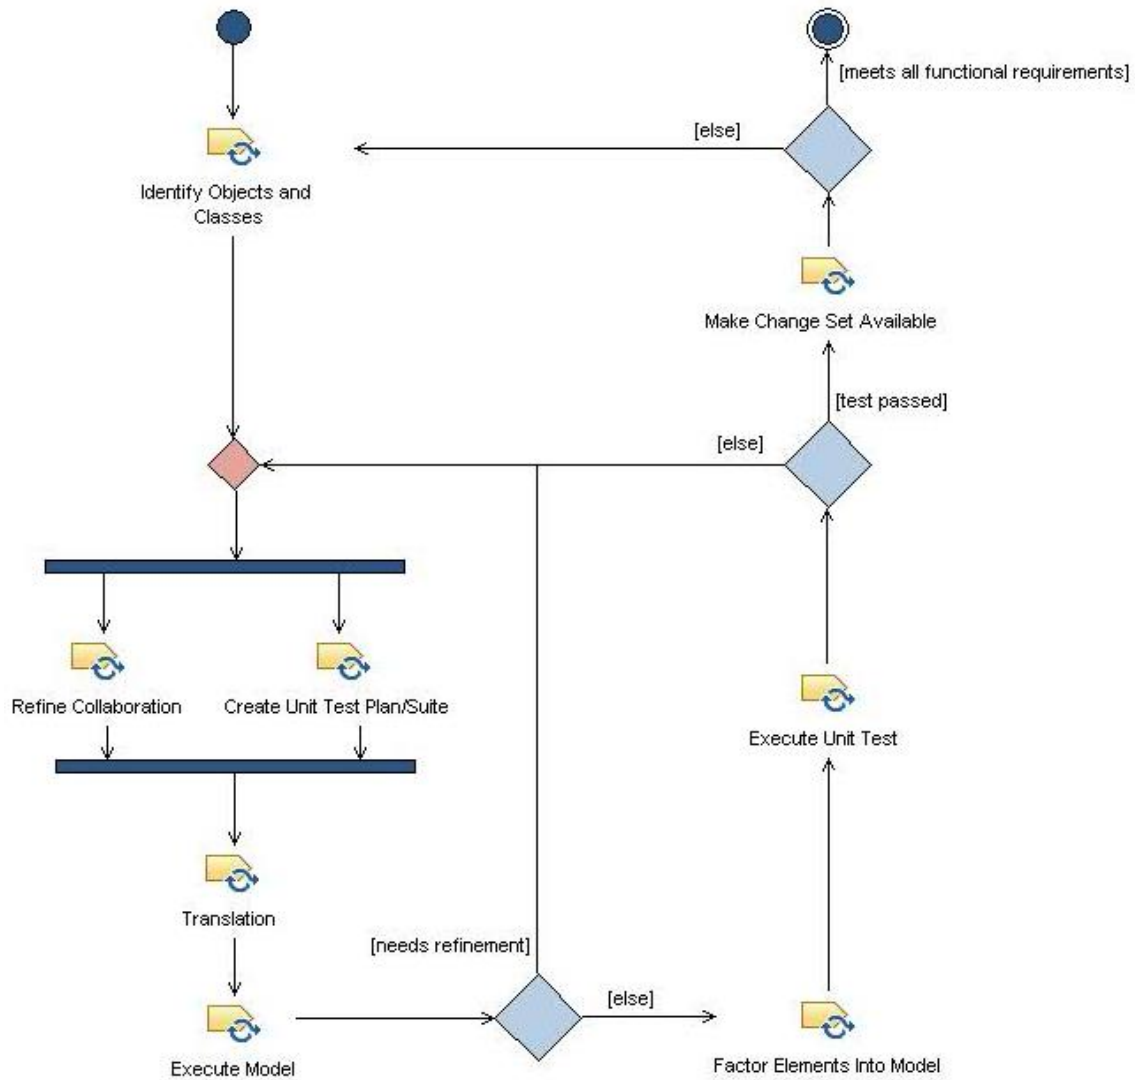 [meets all functional requirements]
[else]
Identify Objects and
Classes
Make Change Set Available
[test passed]
[else]
Refine Collaboration
Create Unit Test Plan/Suite
Execute Unit Test
Translation
[needs refinement]
[else]
Execute Model
Factor Elements Into Model